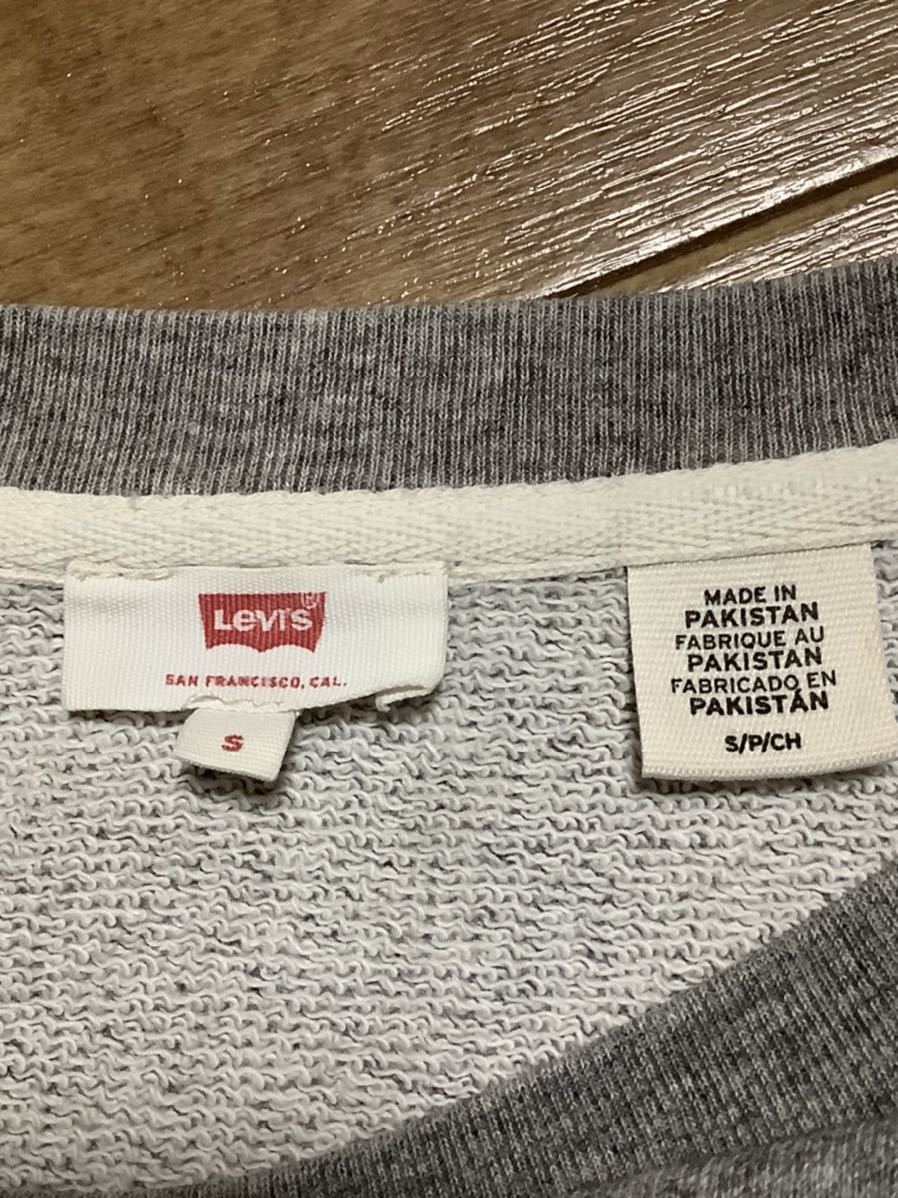 LEVI'S®
SAN FRANCISCO, CAL.
S
MADE IN
PAKISTAN
FABRIQUE AU
PAKISTAN
FABRICADO EN
PAKISTÁN
S/P/CH